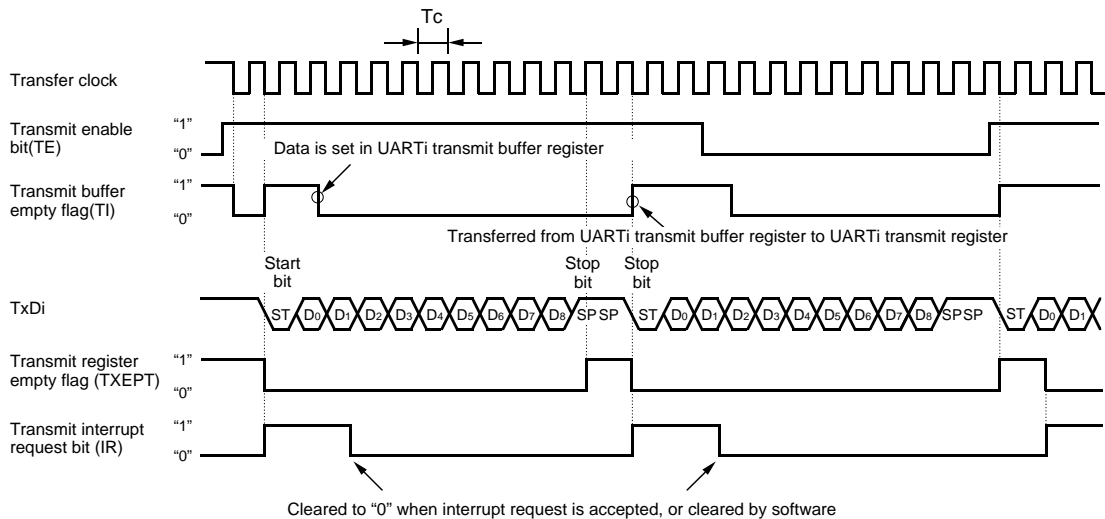 Tc
Transfer clock
Transmit enable
bit(TE)
“1”
“0”
Data is set in UARTi transmit buffer register
Transmit buffer
empty flag(TI)
“1”
“0”
Transferred from UARTi transmit buffer register to UARTi transmit register
Start
bit
Stop
bit
Stop
bit
TxDi
ST D0 D1 D2 D3 D4 D5 D6 D7 D8 SP SP ST D0 D1 D2 D3 D4 D5 D6 D7 D8 SP SP ST D0 D1
Transmit register
empty flag (TXEPT)
“1”
“0”
Transmit interrupt
request bit (IR)
“1”
“0”
Cleared to “0” when interrupt request is accepted, or cleared by software